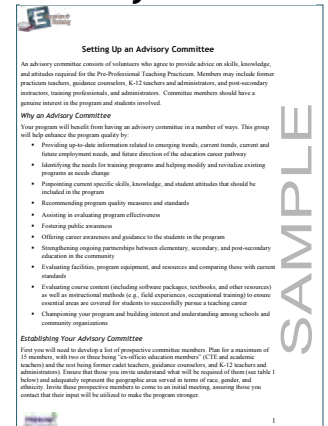 Setting Up an Advisory Committee
An advisory committee consists of volunteers who agree to provide advice on skills, knowledge,
and attitudes required for the Pre-Professional Teaching Practicum. Members may include former
practicum teachers, guidance counselors, K-12 teachers and administrators, and post-secondary
instructors, training professionals, and administrators. Committee members should have a
genuine interest in the program and students involved.
Why an Advisory Committee
Your program will benefit from having an advisory committee in a number of ways. This group
will help enhance the program quality by:
▪ Providing up-to-date information related to emerging trends, current trends, current and
future employment needs, and future direction of the education career pathway
▪ Identifying the needs for training programs and helping modify and revitalize existing
programs as needs change
▪ Pinpointing current specific skills, knowledge, and student attitudes that should be
included in the program
▪ Recommending program quality measures and standards
▪ Assisting in evaluating program effectiveness
▪ Fostering public awareness
▪ Offering career awareness and guidance to the students in the program
▪ Strengthening ongoing partnerships between elementary, secondary, and post-secondary
education in the community
▪ Evaluating facilities, program equipment, and resources and comparing these with current
standards
▪ Evaluating course content (including software packages, textbooks, and other resources)
as well as instructional methods (e.g., field experiences, occupational training) to ensure
essential areas are covered for students to successfully pursue a teaching career
▪ Championing your program and building interest and understanding among schools and
community organizations
Establishing Your Advisory Committee
First you will need to develop a list of prospective committee members. Plan for a maximum of
15 members, with two or three being "ex-officio education members" (CTE and academic
teachers) and the rest being former cadet teachers, guidance counselors, and K-12 teachers and
administrators). Ensure that those you invite understand what will be required of them (see table 1
below) and adequately represent the geographic area served in terms of race, gender, and
ethnicity. Invite these prospective members to come to an initial meeting, assuring those you
contact that their input will be utilized to make the program stronger.
1
SAMPLE